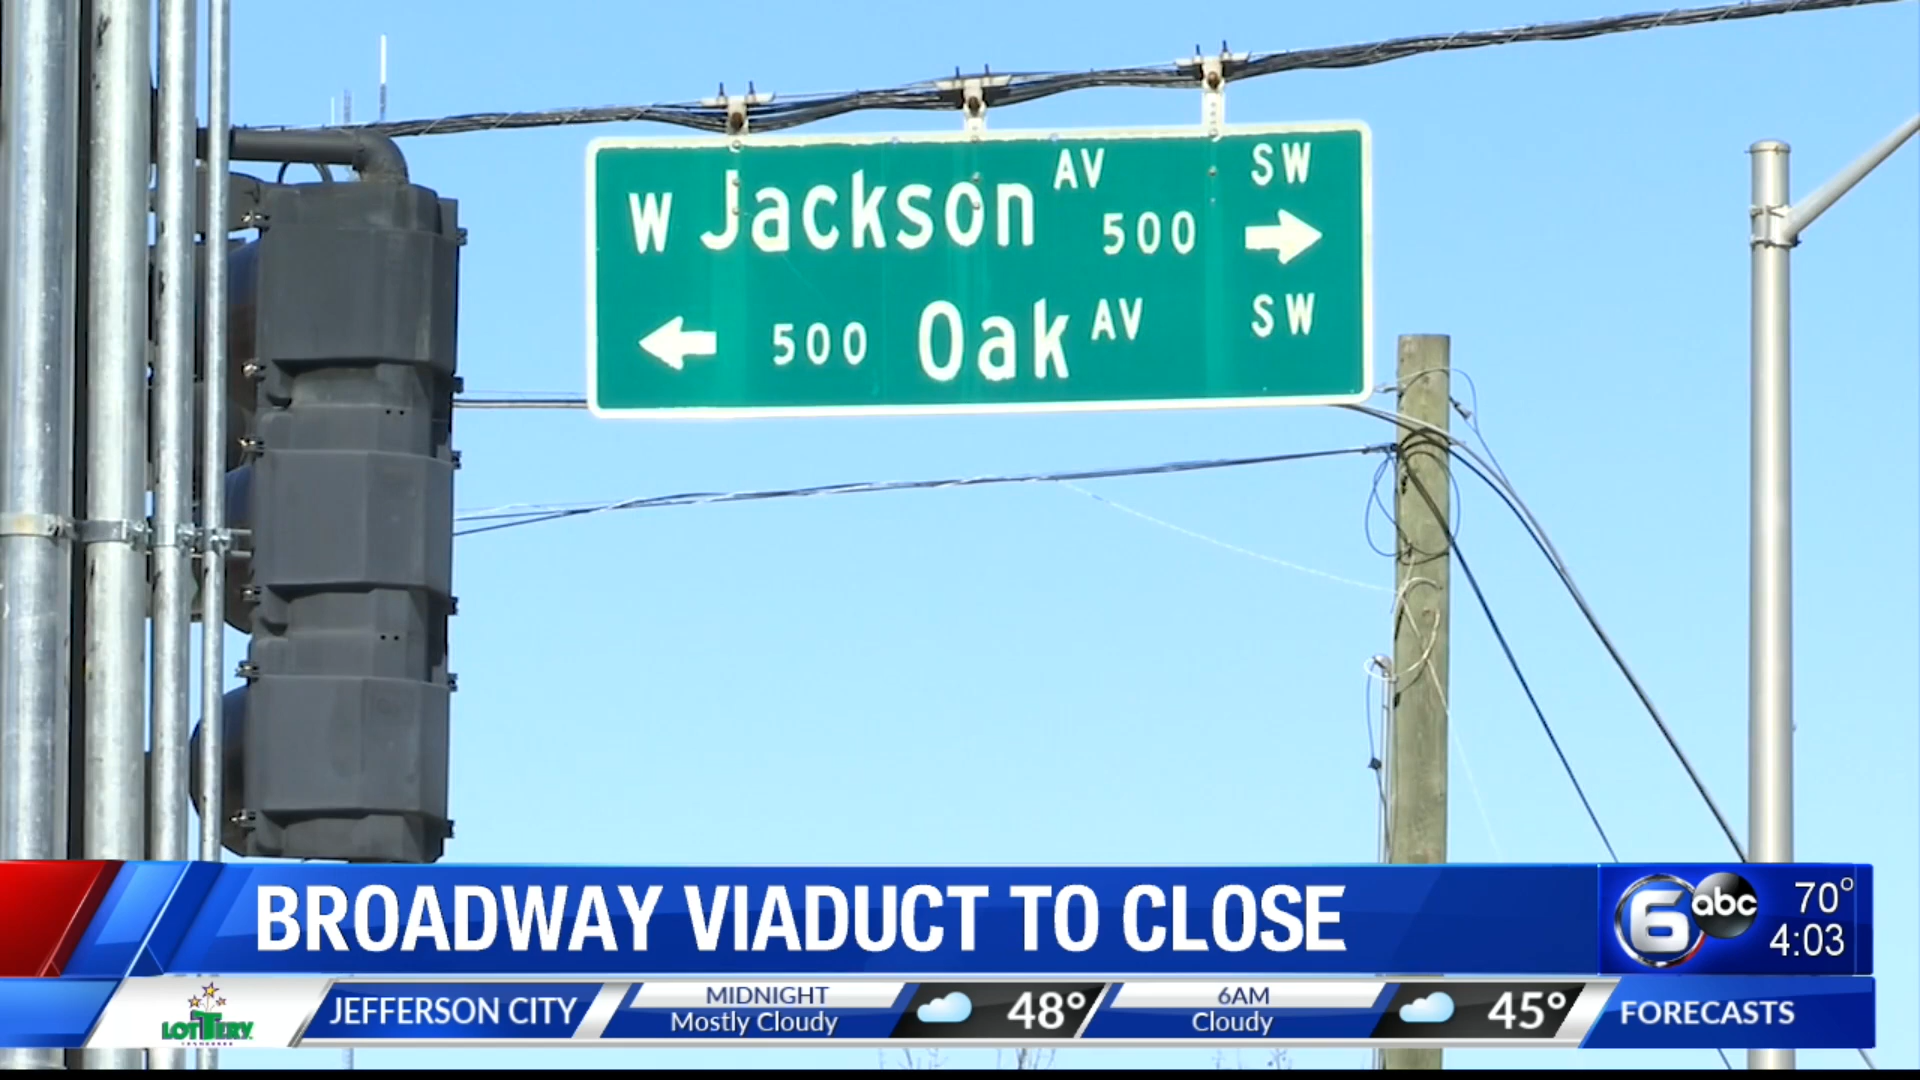 W Jackson AV 500 SW
500 Oak AV SW
BROADWAY VIADUCT TO CLOSE
6 abc 70°
4:03
LOTTERY
TENNESSEE
JEFFERSON CITY
MIDNIGHT
Mostly Cloudy
48°
6AM
Cloudy
45°
FORECASTS